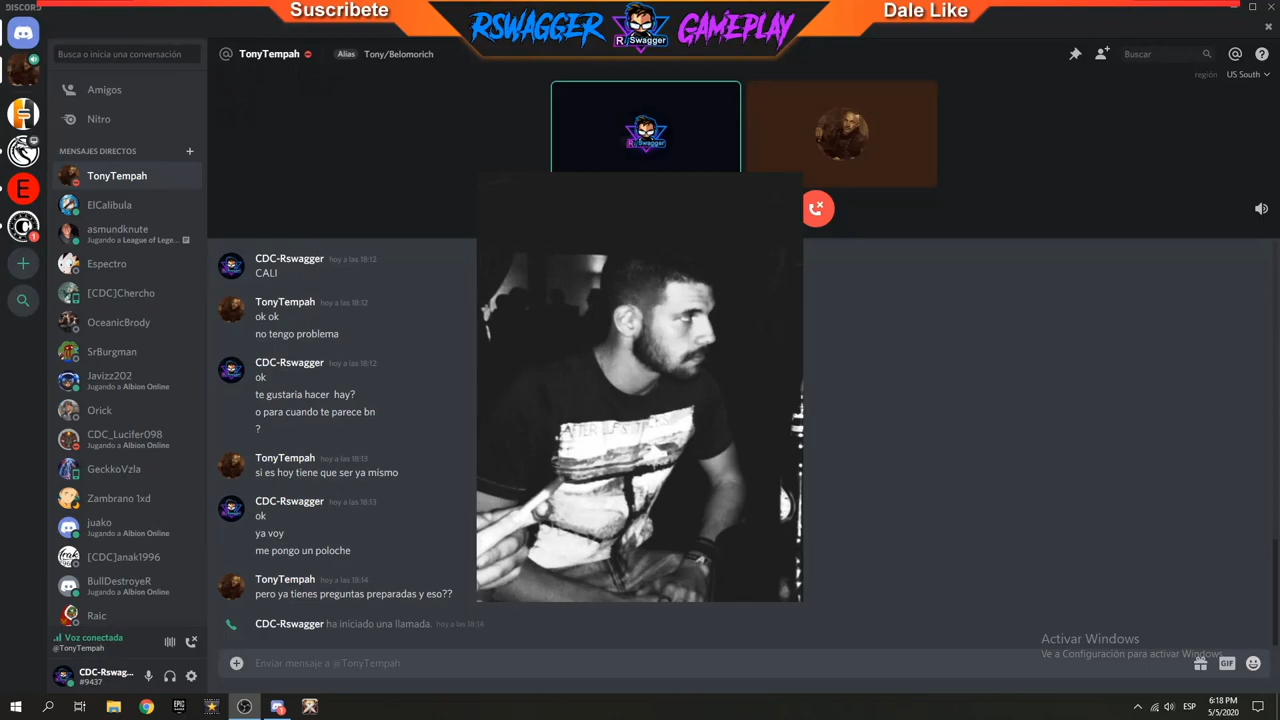 DISCORD
Suscribete
RSWAGGER
R Swagger
GAMEPLAY
Dale Like
Busca o inicia una conversación
@ TonyTempah
Alias Tony/Belomorich
Buscar
región US South
Amigos
Nitro
MENSAJES DIRECTOS
TonyTempah
ElCalibula
asmundknute
Jugando a League of Lege...
Espectro
[CDC]Chercho
OceanicBrody
SrBurgman
Javizz202
Jugando a Albion Online
Orick
CDC_Lucifer098
Jugando a Albion Online
GeckkoVzla
Zambrano 1xd
juako
Jugando a Albion Online
[CDC]anak1996
BullDestroyeR
Jugando a Albion Online
Raic
Voz conectada
@TonyTempah
CDC-Rswag...
#9437
E
1
R Swagger
CDC-Rswagger hoy a las 18:12
CALI
TonyTempah hoy a las 18:12
ok ok
no tengo problema
CDC-Rswagger hoy a las 18:12
ok
te gustaria hacer hay?
o para cuando te parece bn
?
TonyTempah hoy a las 18:13
si es hoy tiene que ser ya mismo
CDC-Rswagger hoy a las 18:13
ok
ya voy
me pongo un poloche
TonyTempah hoy a las 18:14
pero ya tienes preguntas preparadas y eso??
CDC-Rswagger ha iniciado una llamada. hoy a las 18:14
Enviar mensaje a @TonyTempah
GIF
Activar Windows
Ve a Configuración para activar Windows.
EPIC
ESP
6:18 PM
5/5/2020